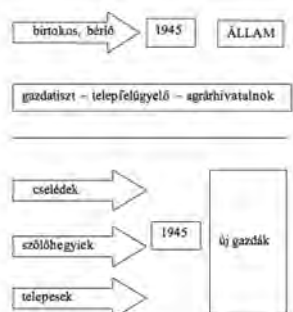 birtokos, bérlő
1945
ÁLLAM
gazdatiszt – telepfelügyelő – agrárhivatalnok
cselédek
szőlőhegyiek
1945
új gazdák
telepesek